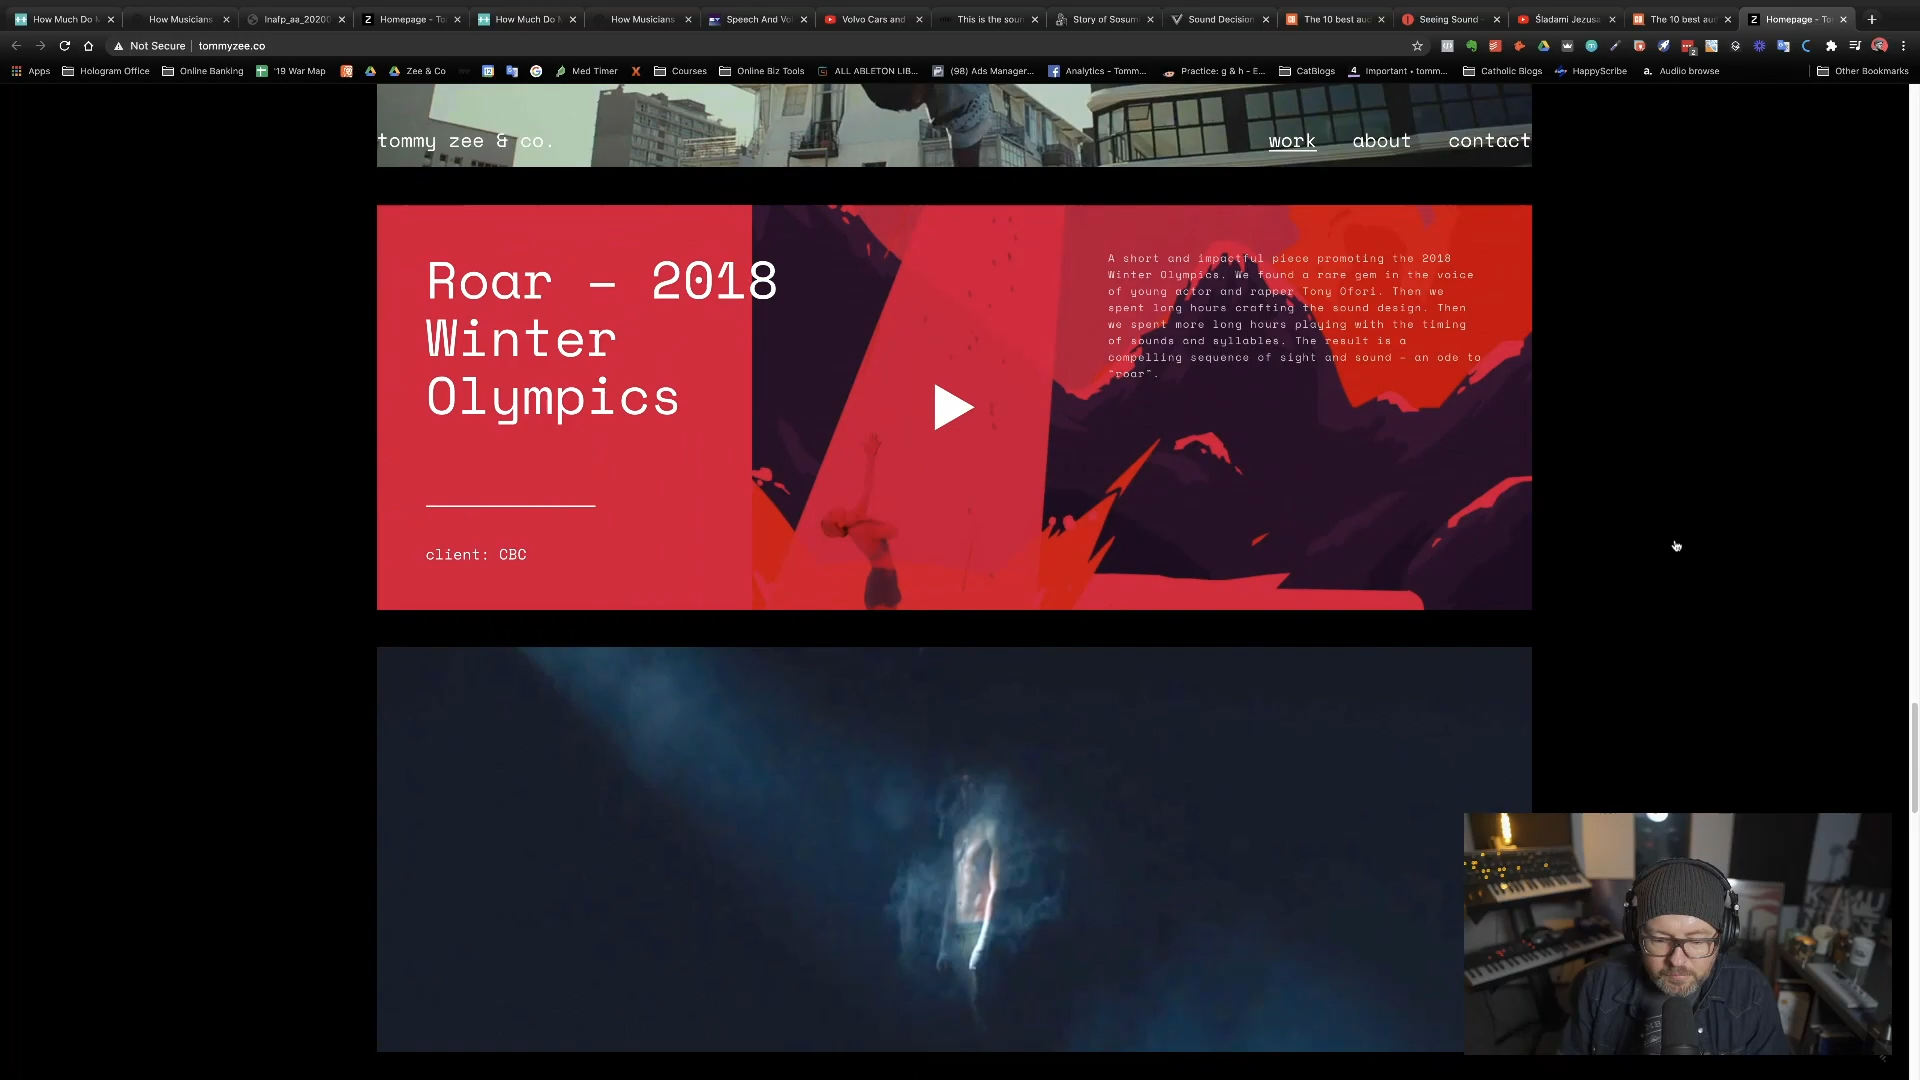 How Much Do
How Musicians
lnafp_aa_2020
Homepage - To
How Much Do
How Musicians
Speech And Vo
Volvo Cars and
This is the soun
Story of Sosum
Sound Decision
The 10 best aud
Seeing Sound -
Śladami Jezusa
The 10 best aud
Homepage - To
Not Secure
tommyzee.co
Apps
Hologram Office
Online Banking
'19 War Map
Zee & Co
Med Timer
Courses
Online Biz Tools
ALL ABLETON LIB...
(98) Ads Manager...
Analytics - Tomm...
Practice: g & h - E...
CatBlogs
Important • tomm...
Catholic Blogs
HappyScribe
Audiio browse
Other Bookmarks
tommy zee & co.
work
about
contact
Roar – 2018
Winter
Olympics
client: CBC
A short and impactful piece promoting the 2018
Winter Olympics. We found a rare gem in the voice
of young actor and rapper Tony Ofori. Then we
spent long hours crafting the sound design. Then
we spent more long hours playing with the timing
of sounds and syllables. The result is a
compelling sequence of sight and sound – an ode to
"roar".